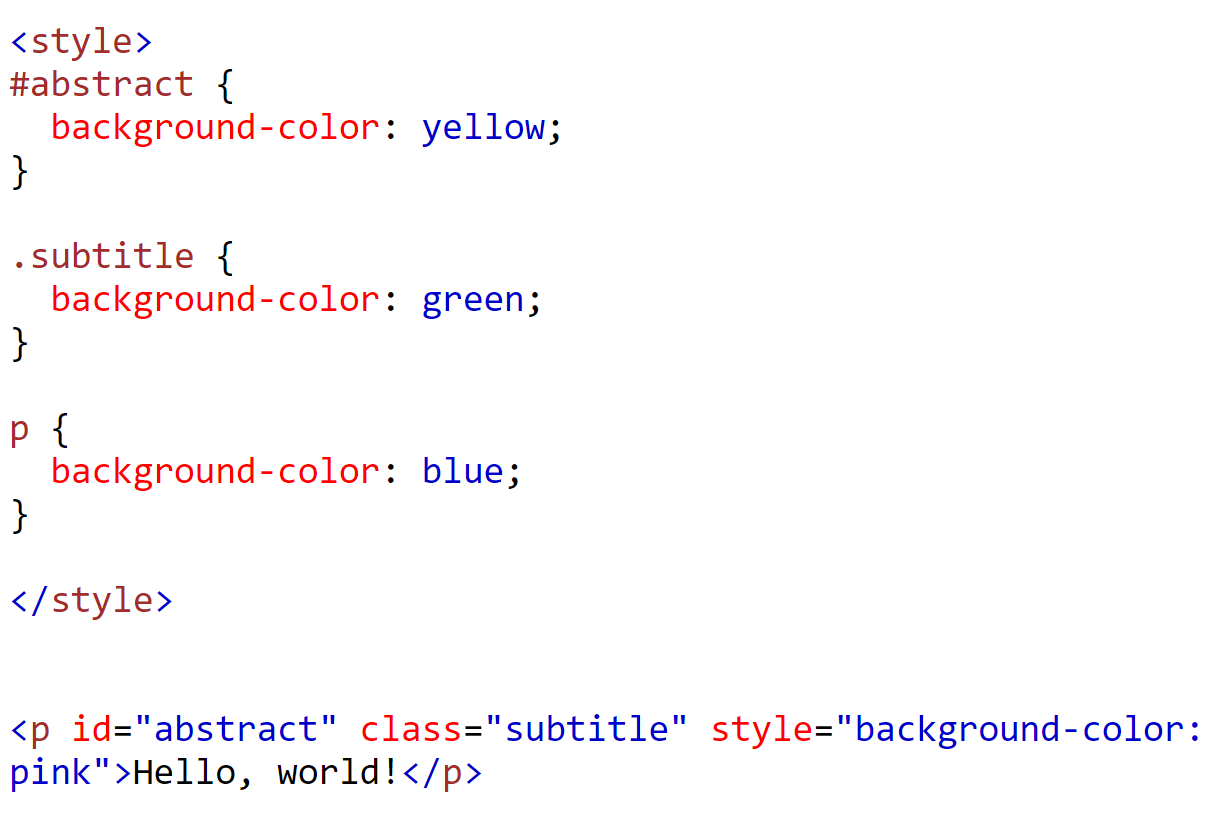 <style>
#abstract {
  background-color: yellow;
}

.subtitle {
  background-color: green;
}

p {
  background-color: blue;
}

</style>


<p id="abstract" class="subtitle" style="background-color:
pink">Hello, world!</p>